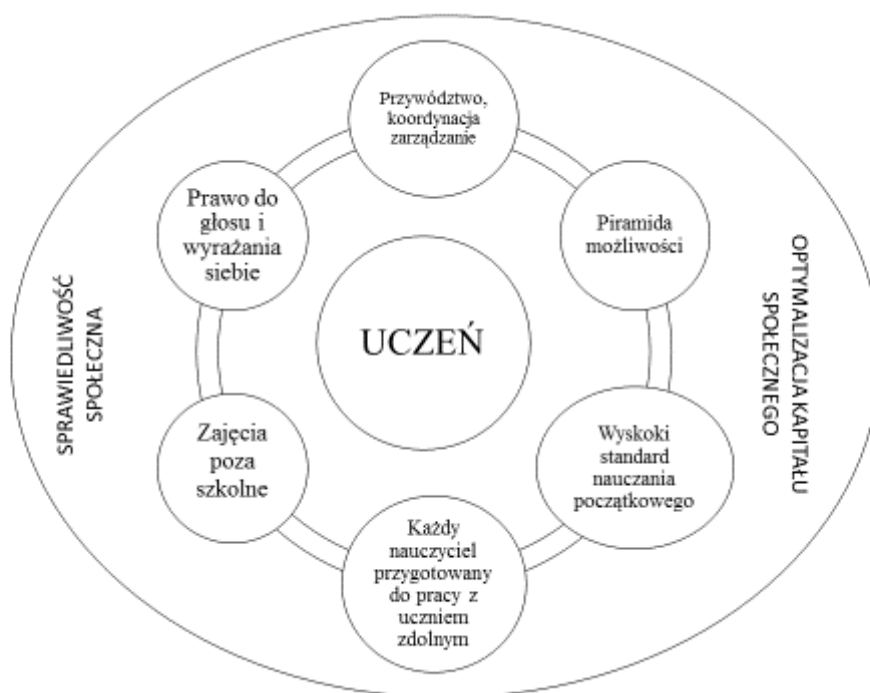 Przywództwo,
koordynacja
zarządzanie
Prawo do
głosu i
wyrażania
siebie
Piramida
możliwości
SPRAWIEDLIWOŚĆ
SPOŁECZNA
UCZEŃ
OPTYMALIZACJA KAPITAŁU
SPOŁECZNEGO
Zajęcia
poza
szkolne
Wyskoki
standard
nauczania
początkowego
Każdy
nauczyciel
przygotowany
do pracy z
uczniem
zdolnym